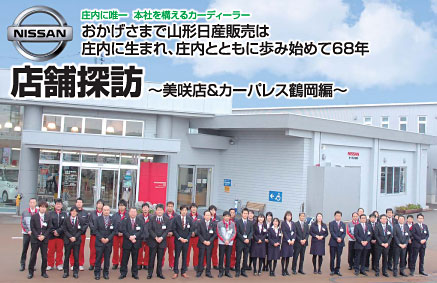 庄内に唯一 本社を構えるカーディーラー
NISSAN
おかげさまで山形日産販売は
庄内に生まれ、庄内とともに歩み始めて68年
店舗探訪 〜美咲店&カーパレス鶴岡編〜
NISSAN